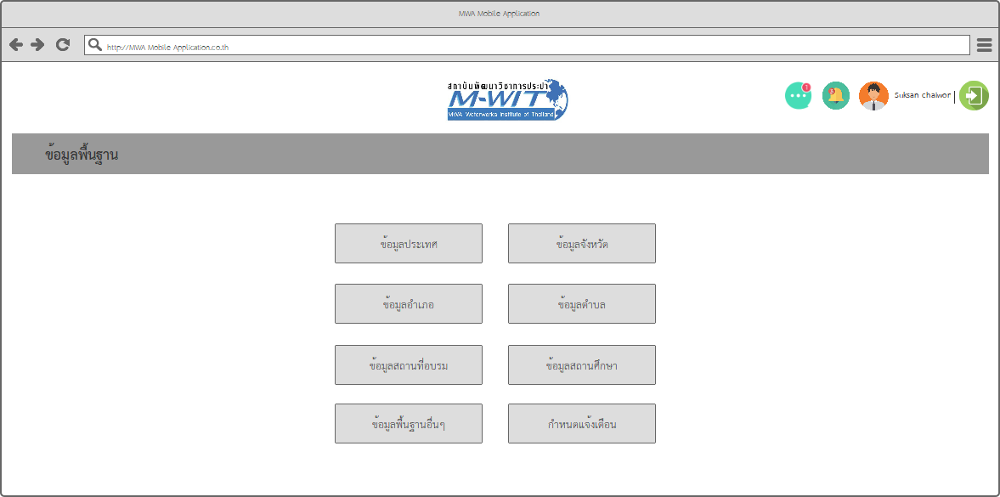 MWA Mobile Application
http://MWA Mobile Application.co.th
สถาบันพัฒนาวิชาการประปา
M-WIT
MWA Waterworks Institute of Thailand
1
5
Suksan chaiwon |
ข้อมูลพื้นฐาน
ข้อมูลประเทศ
ข้อมูลจังหวัด
ข้อมูลอำเภอ
ข้อมูลตำบล
ข้อมูลสถานที่อบรม
ข้อมูลสถานศึกษา
ข้อมูลพื้นฐานอื่นๆ
กำหนดแจ้งเตือน